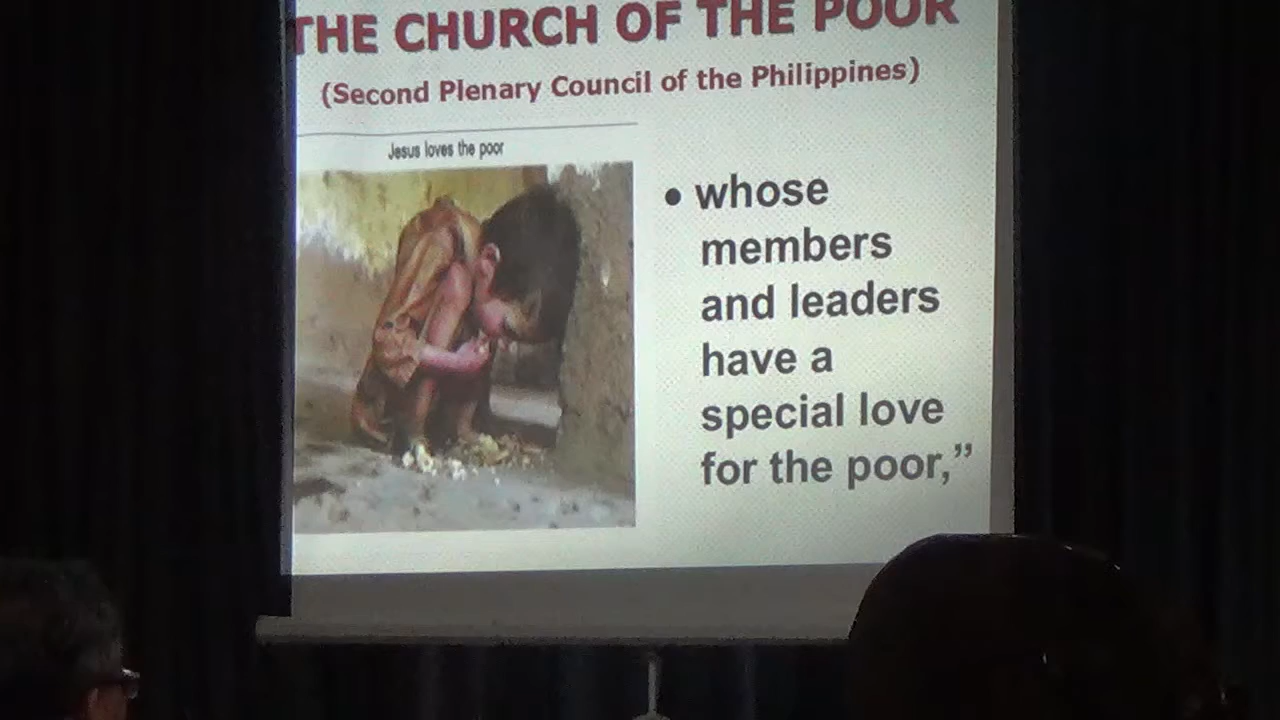 THE CHURCH OF THE POOR
(Second Plenary Council of the Philippines)
Jesus loves the poor
• whose
members
and leaders
have a
special love
for the poor,”